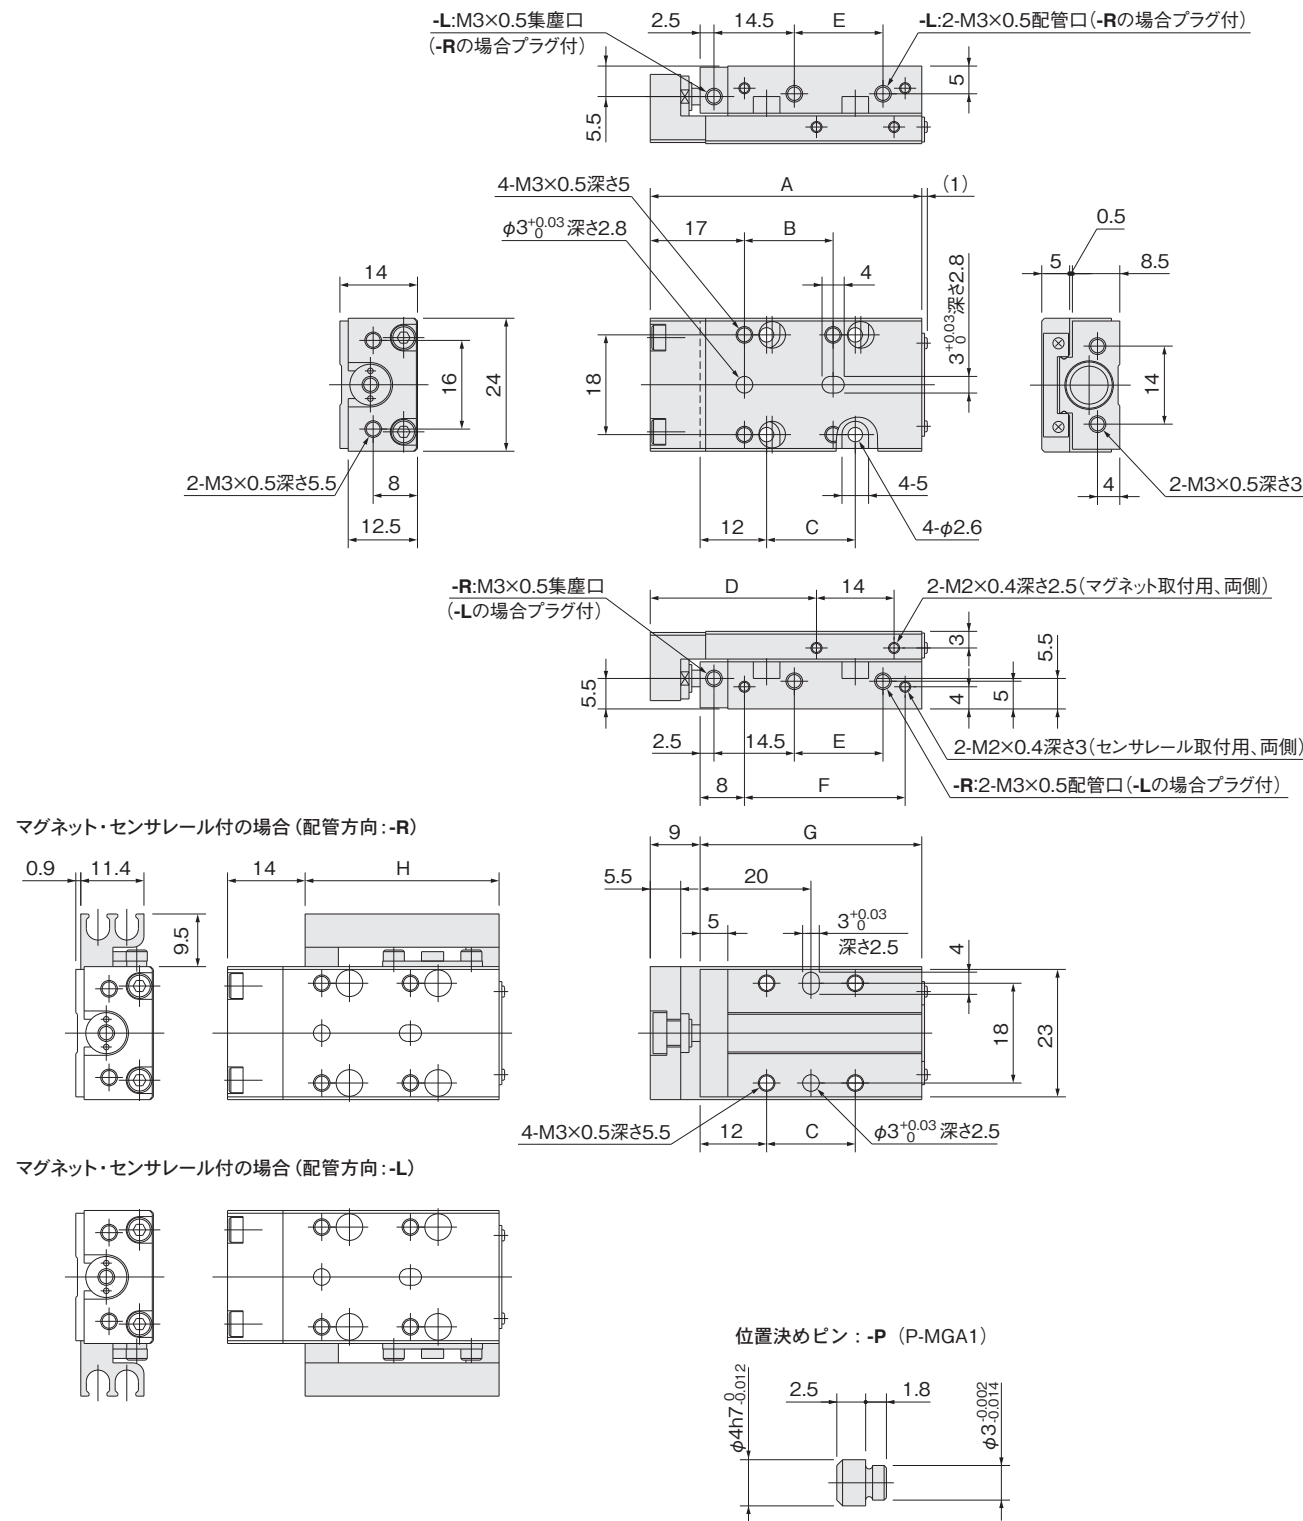 -L:M3×0.5集塵口
(-Rの場合プラグ付)
2.5
14.5
E
-L:2-M3×0.5配管口(-Rの場合プラグ付)
5.5
5
4-M3×0.5深さ5
A
(1)
φ3+0.03 0 深さ2.8
17
B
4
3+0.03 0 深さ2.8
0.5
5
8.5
14
16
24
18
14
2-M3×0.5深さ5.5
8
12.5
4-5
12
C
4-φ2.6
4
2-M3×0.5深さ3
-R:M3×0.5集塵口
(-Lの場合プラグ付)
D
14
2-M2×0.4深さ2.5(マグネット取付用、両側)
3
5.5
5.5
4
5
2.5
14.5
E
2-M2×0.4深さ3(センサレール取付用、両側)
8
F
-R:2-M3×0.5配管口(-Lの場合プラグ付)
マグネット・センサレール付の場合(配管方向:-R)
0.9
11.4
14
H
9.5
9
G
5.5
20
5
3+0.03 0
深さ2.5
4
18
23
4-M3×0.5深さ5.5
12
C
φ3+0.03 0 深さ2.5
マグネット・センサレール付の場合(配管方向:-L)
位置決めピン:-P (P-MGA1)
2.5
1.8
φ4h7 0 -0.012
φ3-0.002 -0.014